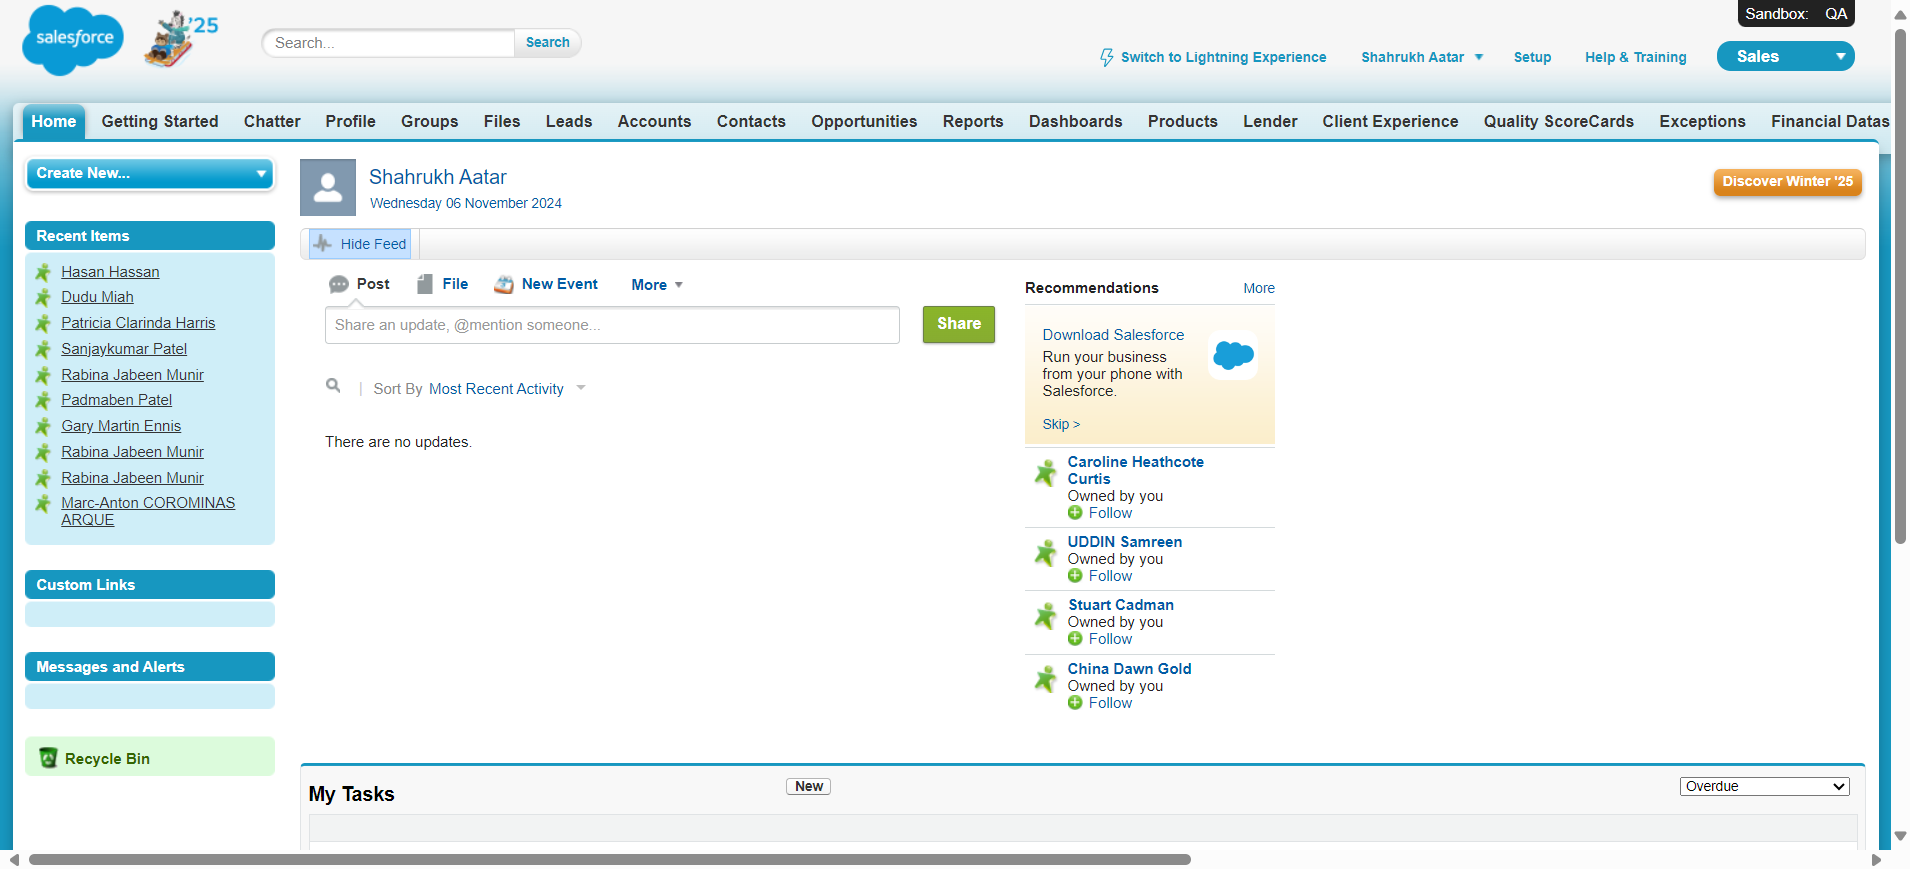 Sandbox: QA
salesforce
'25
Search...
Search
Switch to Lightning Experience
Shahrukh Aatar
Setup
Help & Training
Sales
Home
Getting Started
Chatter
Profile
Groups
Files
Leads
Accounts
Contacts
Opportunities
Reports
Dashboards
Products
Lender
Client Experience
Quality ScoreCards
Exceptions
Financial Datas
Create New...
Recent Items
Hasan Hassan
Dudu Miah
Patricia Clarinda Harris
Sanjaykumar Patel
Rabina Jabeen Munir
Padmaben Patel
Gary Martin Ennis
Rabina Jabeen Munir
Rabina Jabeen Munir
Marc-Anton COROMINAS
ARQUE
Custom Links
Messages and Alerts
Recycle Bin
Shahrukh Aatar
Wednesday 06 November 2024
Discover Winter '25
Hide Feed
Post
File
New Event
More
Share an update, @mention someone...
Share
| Sort By Most Recent Activity
There are no updates.
Recommendations
More
Download Salesforce
Run your business
from your phone with
Salesforce.
Skip >
Caroline Heathcote
Curtis
Owned by you
Follow
UDDIN Samreen
Owned by you
Follow
Stuart Cadman
Owned by you
Follow
China Dawn Gold
Owned by you
Follow
My Tasks
New
Overdue